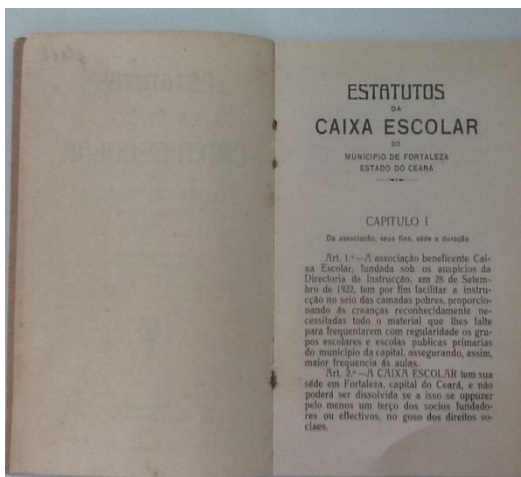 ESTATUTOS
DA
CAIXA ESCOLAR
DO
MUNICIPIO DE FORTALEZA
ESTADO DO CEARÁ
CAPITULO I
Da associação, seus fins, séde e duração
Art. 1.º—A associação beneficente Cai-
xa Escolar, fundada sob os auspicios da
Directoria de Instrucção, em 28 de Setem-
bro de 1922, tem por fim facilitar a instru-
cção no seio das camadas pobres, proporcio-
nando ás creanças reconhecidamente ne-
cessitadas todo o material que lhes falte
para frequentarem com regularidade os gru-
pos escolares e escolas publicas primarias
do municipio da capital, assegurando, assim,
maior frequencia ás aulas.
Art. 2.º—A CAIXA ESCOLAR tem sua
séde em Fortaleza, capital do Ceará, e não
poderá ser dissolvida se a isso se oppuzer
pelo menos um terço dos socios fundado-
res ou effectivos, no goso dos direitos so-
ciaes.